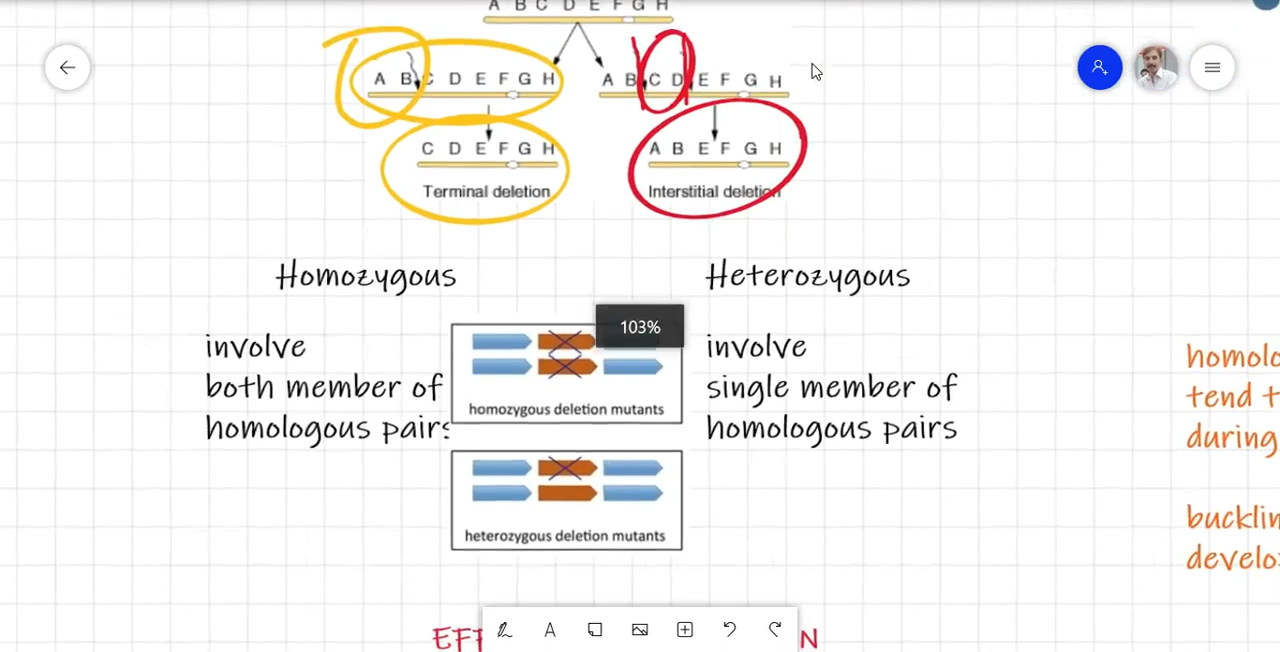 A B C D E F G H
A B C D E F G H
A B C D E F G H
C D E F G H
A B E F G H
Terminal deletion
Interstitial deletion
Homozygous
Heterozygous
103%
involve
both member of
homologous pairs
homozygous deletion mutants
involve
single member of
homologous pairs
heterozygous deletion mutants
during